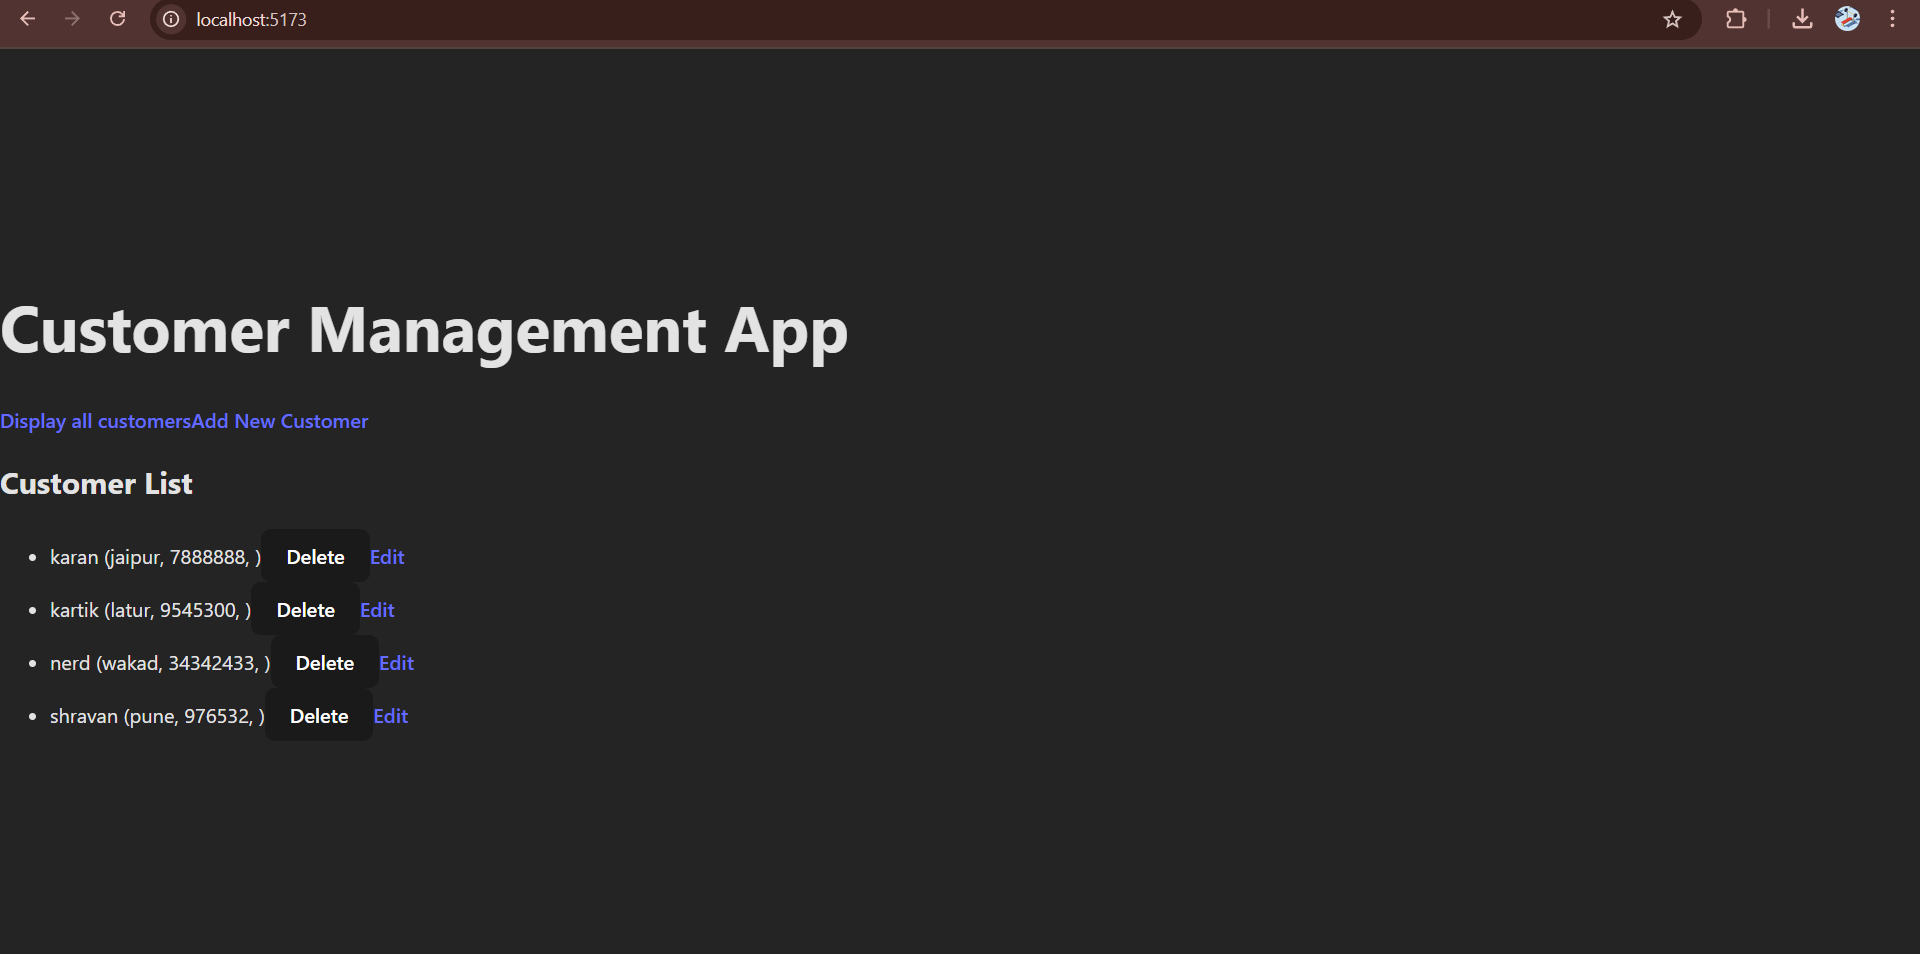 localhost:5173
Customer Management App
Display all customersAdd New Customer
Customer List
• karan (jaipur, 7888888, ) Delete Edit
• kartik (latur, 9545300, ) Delete Edit
• nerd (wakad, 34342433, ) Delete Edit
• shravan (pune, 976532, ) Delete Edit